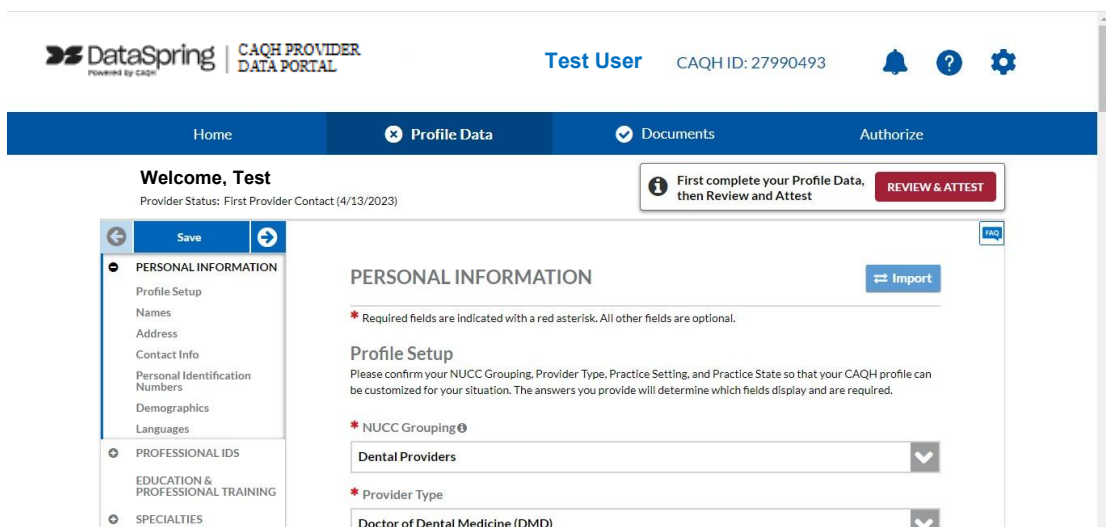 DataSpring
Powered by CAQH
CAQH PROVIDER
DATA PORTAL
Test User
CAQH ID: 27990493
Home
Profile Data
Documents
Authorize
Welcome, Test
Provider Status: First Provider Contact (4/13/2023)
First complete your Profile Data,
then Review and Attest
REVIEW & ATTEST
Save
FAQ
PERSONAL INFORMATION
Profile Setup
Names
Address
Contact Info
Personal Identification
Numbers
Demographics
Languages
PROFESSIONAL IDS
EDUCATION &
PROFESSIONAL TRAINING
SPECIALTIES
PERSONAL INFORMATION
Import
* Required fields are indicated with a red asterisk. All other fields are optional.
Profile Setup
Please confirm your NUCC Grouping, Provider Type, Practice Setting, and Practice State so that your CAQH profile can
be customized for your situation. The answers you provide will determine which fields display and are required.
* NUCC Grouping
Dental Providers
* Provider Type
Doctor of Dental Medicine (DMD)